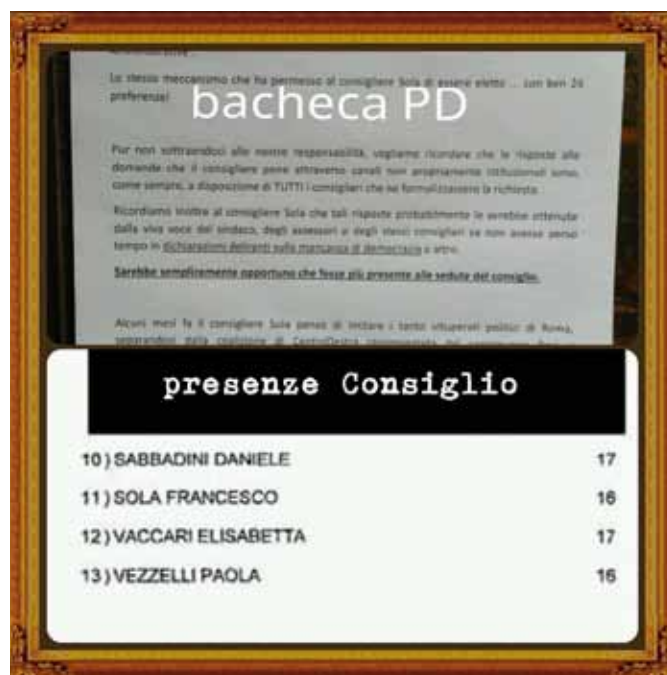 Lo stesso meccanismo che ha permesso al consigliere Sola di essere eletto ... con ben 26
preferenze!
bacheca PD
Pur non sottraendoci alle nostre responsabilità, vogliamo ricordare che le risposte alle
domande che il consigliere pone attraverso canali non propriamente istituzionali sono,
come sempre, a disposizione di TUTTI i consiglieri che ne formalizzassero la richiesta.
Ricordiamo inoltre al consigliere Sola che tali risposte probabilmente le avrebbe ottenute
dalla viva voce del sindaco, degli assessori o degli stessi consiglieri se non avesse perso
tempo in dichiarazioni deliranti sulla mancanza di democrazia o altro.
Sarebbe semplicemente opportuno che fosse più presente alle sedute del consiglio.
Alcuni mesi fa il consigliere Sola pensò di imitare i tanto vituperati politici di Roma,
separandosi dalla coalizione di CentroDestra
presenze Consiglio
10) SABBADINI DANIELE 17
11) SOLA FRANCESCO 16
12) VACCARI ELISABETTA 17
13) VEZZELLI PAOLA 16